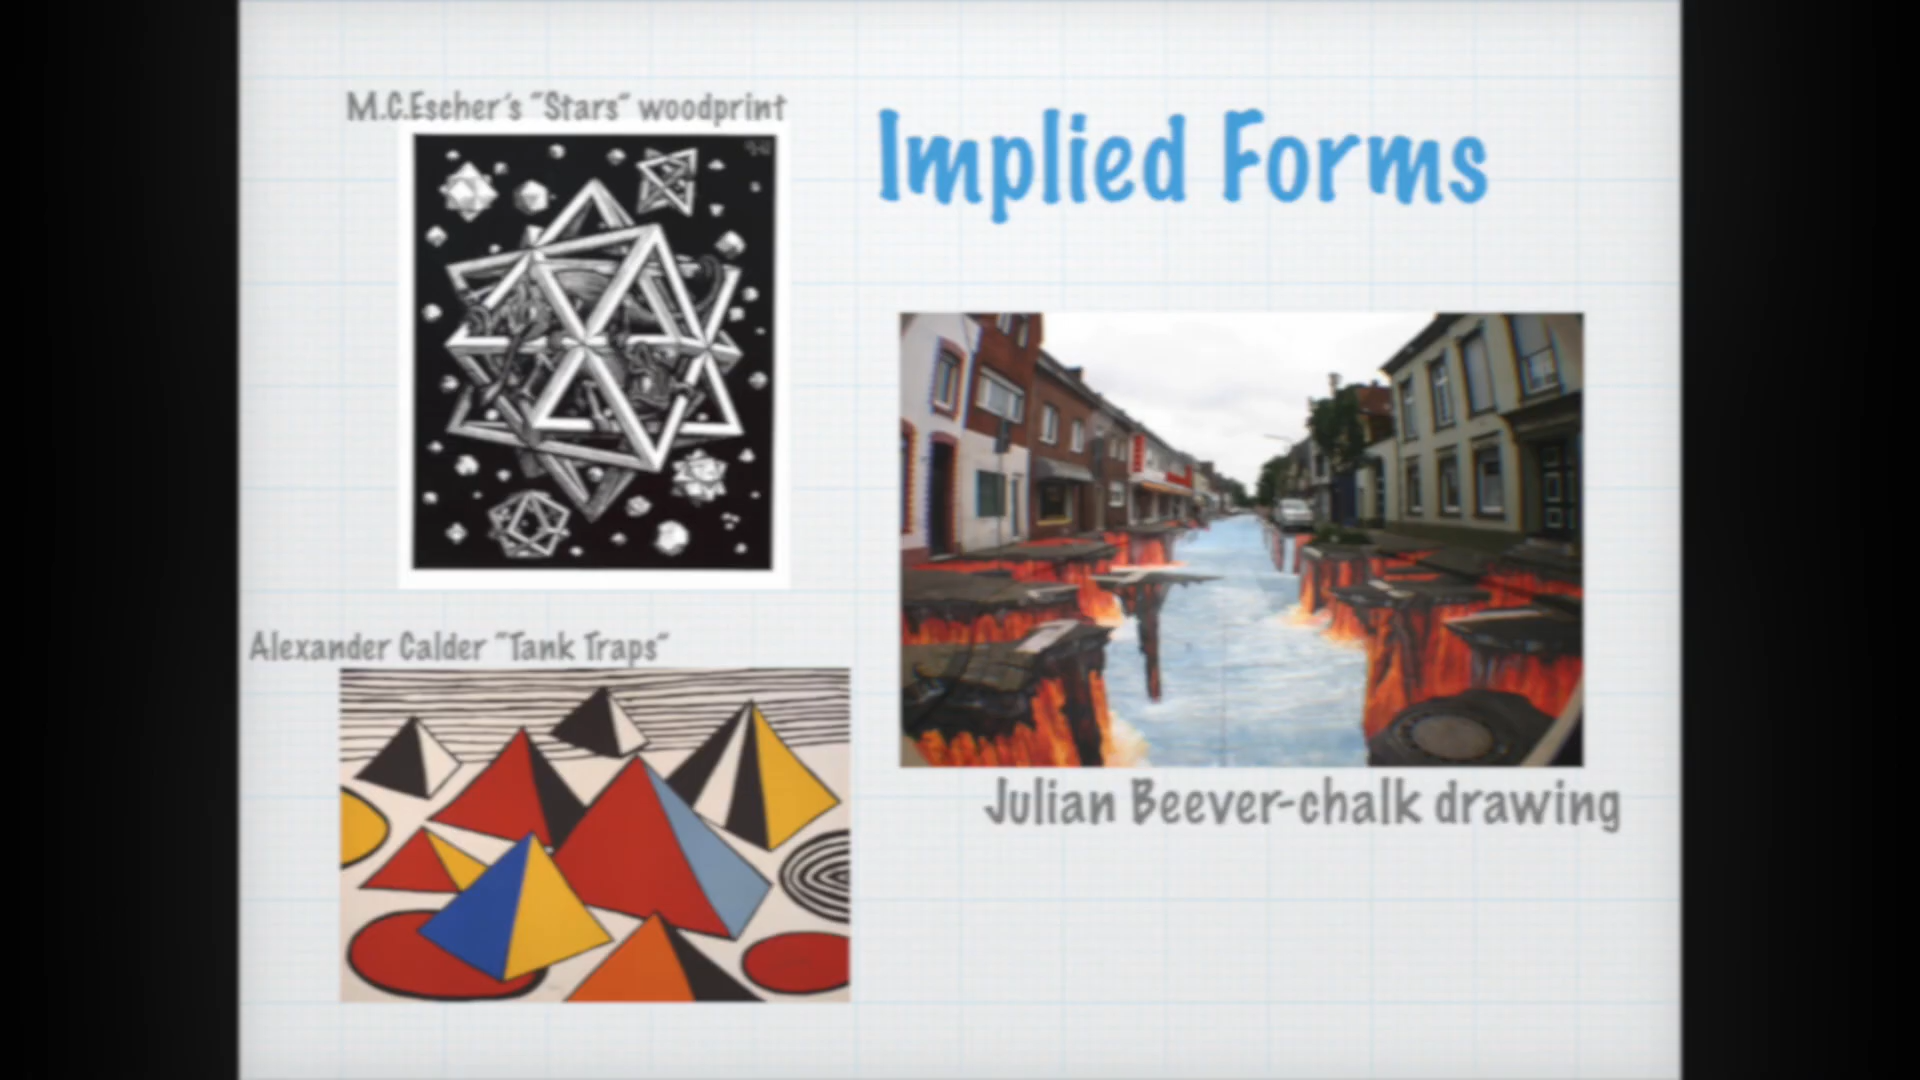 M.C.Escher's "Stars" woodprint
Implied Forms
Alexander Calder "Tank Traps"
Julian Beever-chalk drawing